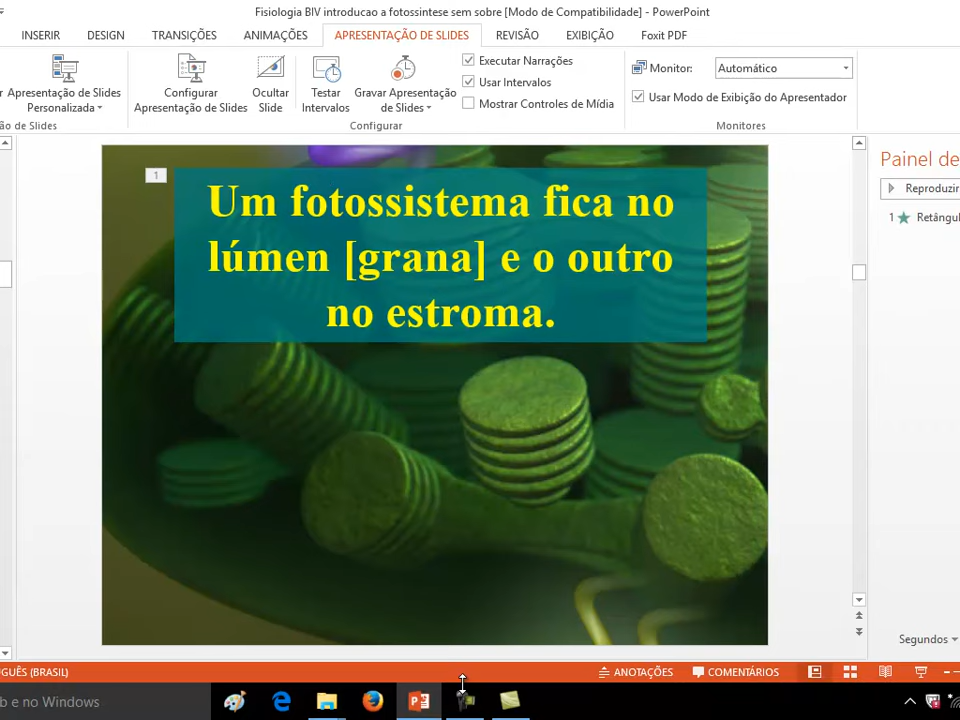 Fisiologia BIV introducao a fotossintese sem sobre [Modo de Compatibilidade] - PowerPoint
INSERIR DESIGN TRANSIÇÕES ANIMAÇÕES APRESENTAÇÃO DE SLIDES REVISÃO EXIBIÇÃO Foxit PDF
Apresentação de Slides
Personalizada
Configurar
Apresentação de Slides
Ocultar
Slide
Testar
Intervalos
Gravar Apresentação
de Slides
Executar Narrações
Usar Intervalos
Mostrar Controles de Mídia
Monitor: Automático
Usar Modo de Exibição do Apresentador
ão de Slides Configurar Monitores
1
Um fotossistema fica no
lúmen [grana] e o outro
no estroma.
Painel de
Reproduzir
1 Retângul
Segundos
GUÊS (BRASIL) ANOTAÇÕES COMENTÁRIOS
b e no Windows